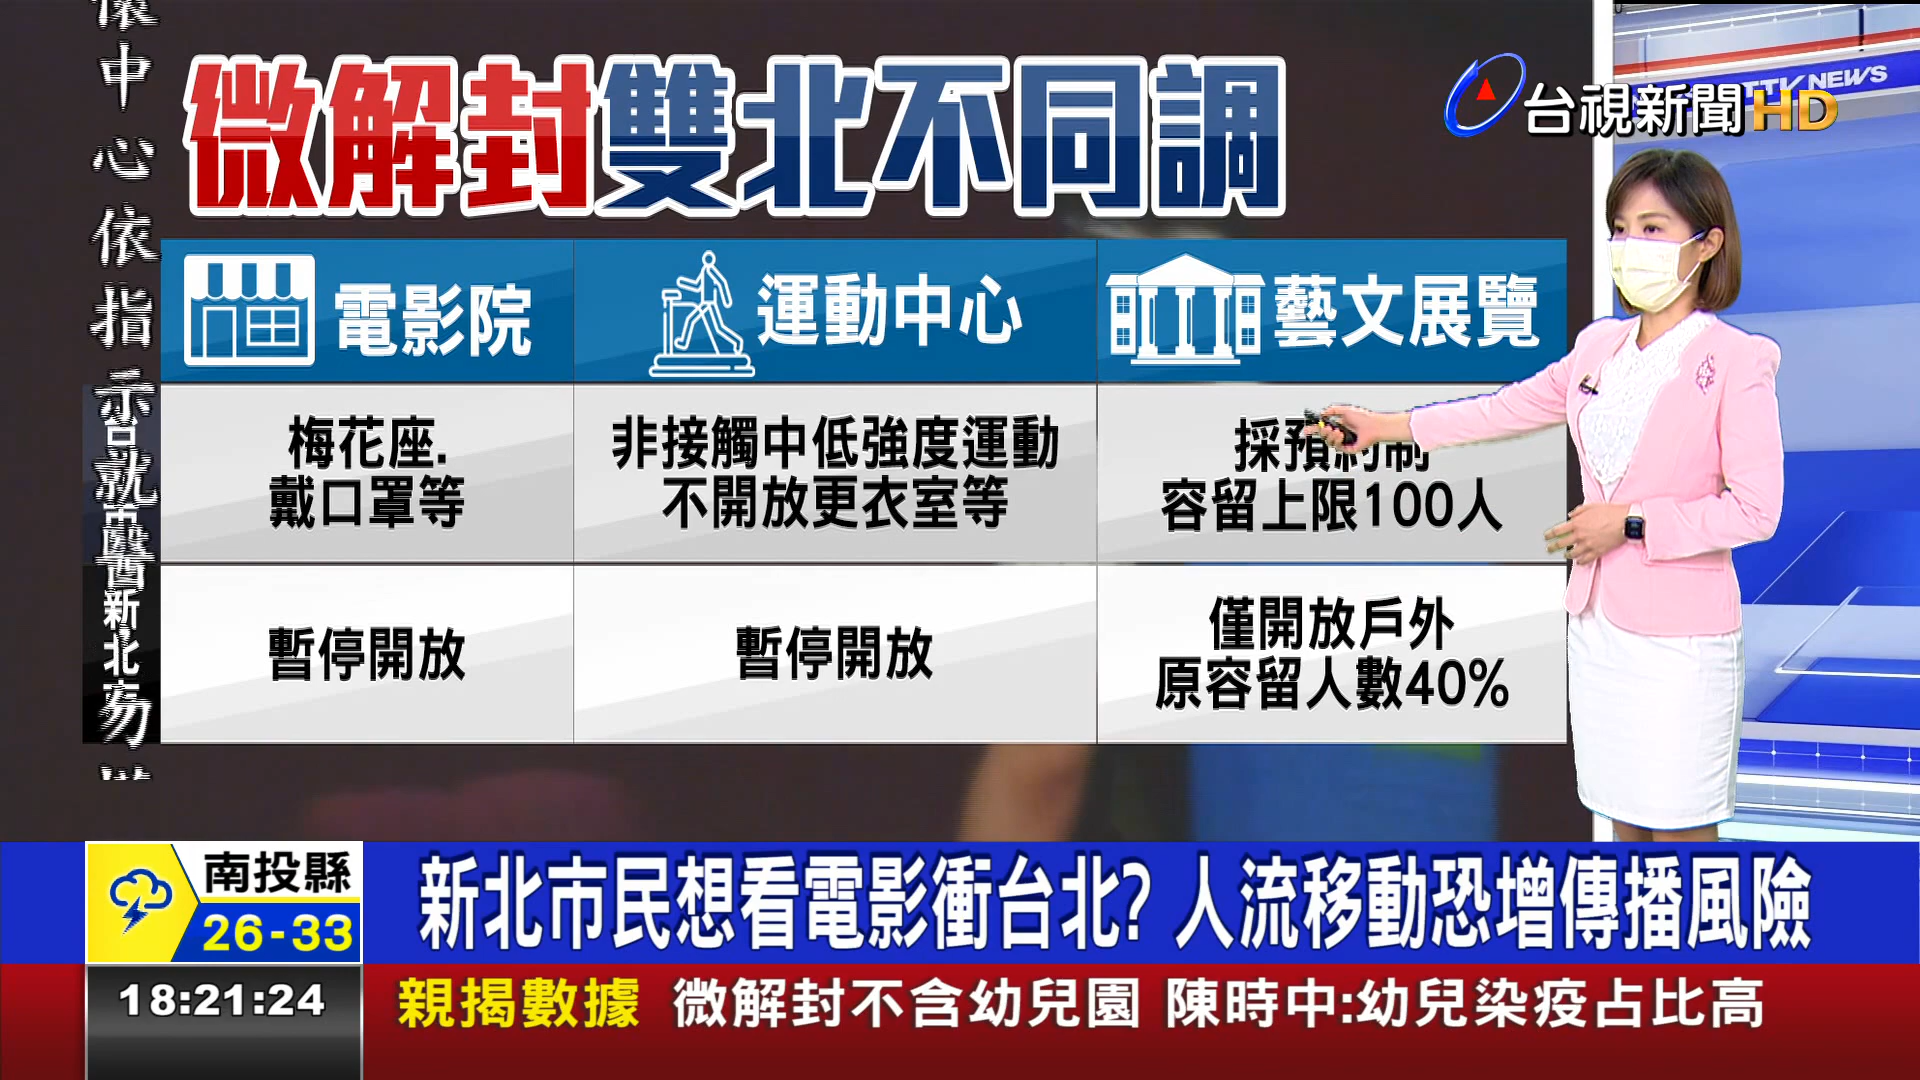 微解封雙北不同調
台視新聞HD
TTV NEWS
電影院
運動中心
藝文展覽
梅花座.
戴口罩等
非接觸中低強度運動
不開放更衣室等
採預約制
容留上限100人
暫停開放
暫停開放
僅開放戶外
原容留人數40%
中心依指示就醫
新北市
南投縣
26-33
新北市民想看電影衝台北? 人流移動恐增傳播風險
18:21:24
親揭數據 微解封不含幼兒園 陳時中:幼兒染疫占比高